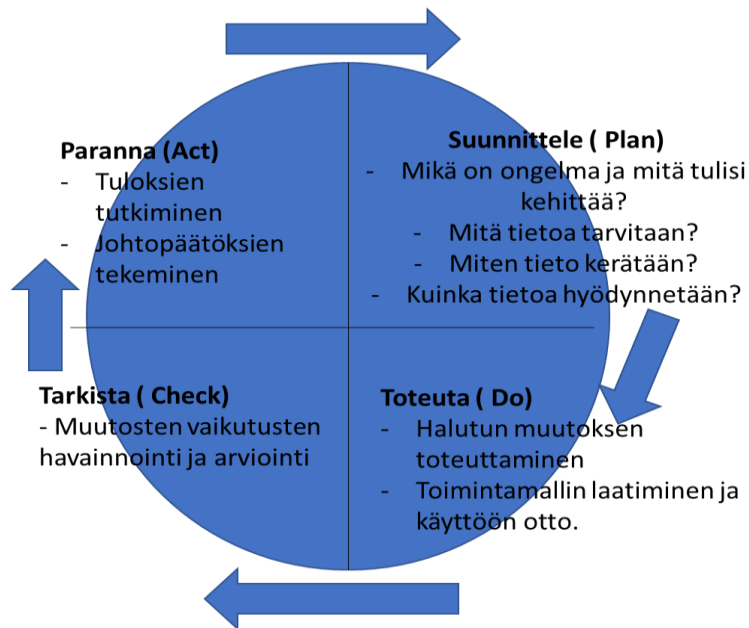 Paranna (Act)
- Tuloksien
tutkiminen
- Johtopäätöksien
tekeminen
Suunnittele ( Plan)
- Mikä on ongelma ja mitä tulisi
kehittää?
- Mitä tietoa tarvitaan?
- Miten tieto kerätään?
- Kuinka tietoa hyödynnetään?
Tarkista ( Check)
- Muutosten vaikutusten
havainnointi ja arviointi
Toteuta ( Do)
- Halutun muutoksen
toteuttaminen
- Toimintamallin laatiminen ja
käyttöön otto.